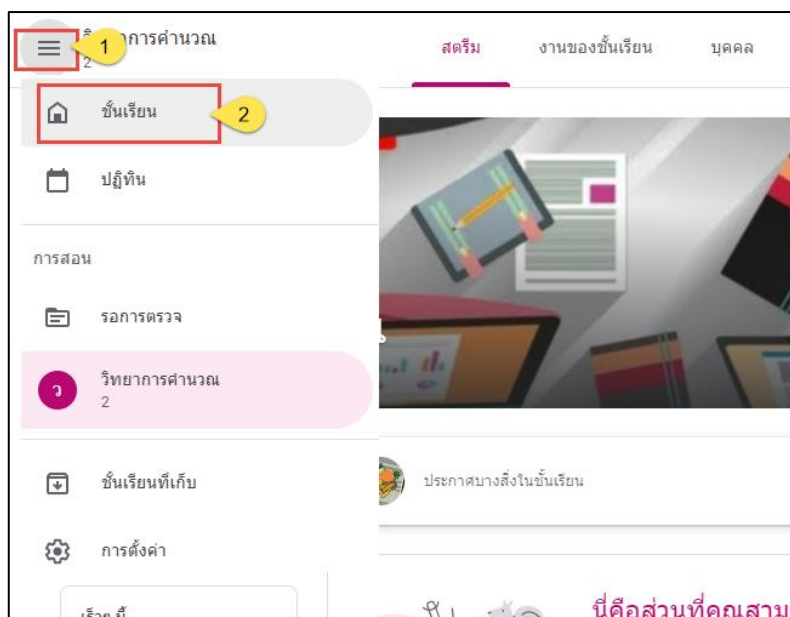 1
การคำนวณ
2
สตรีม
งานของชั้นเรียน
บุคคล
ชั้นเรียน
2
ปฏิทิน
การสอน
รอการตรวจ
ว
วิทยาการคำนวณ
2
ชั้นเรียนที่เก็บ
ประกาศบางสิ่งในชั้นเรียน
การตั้งค่า
นี่คือส่วนที่คุณสาม